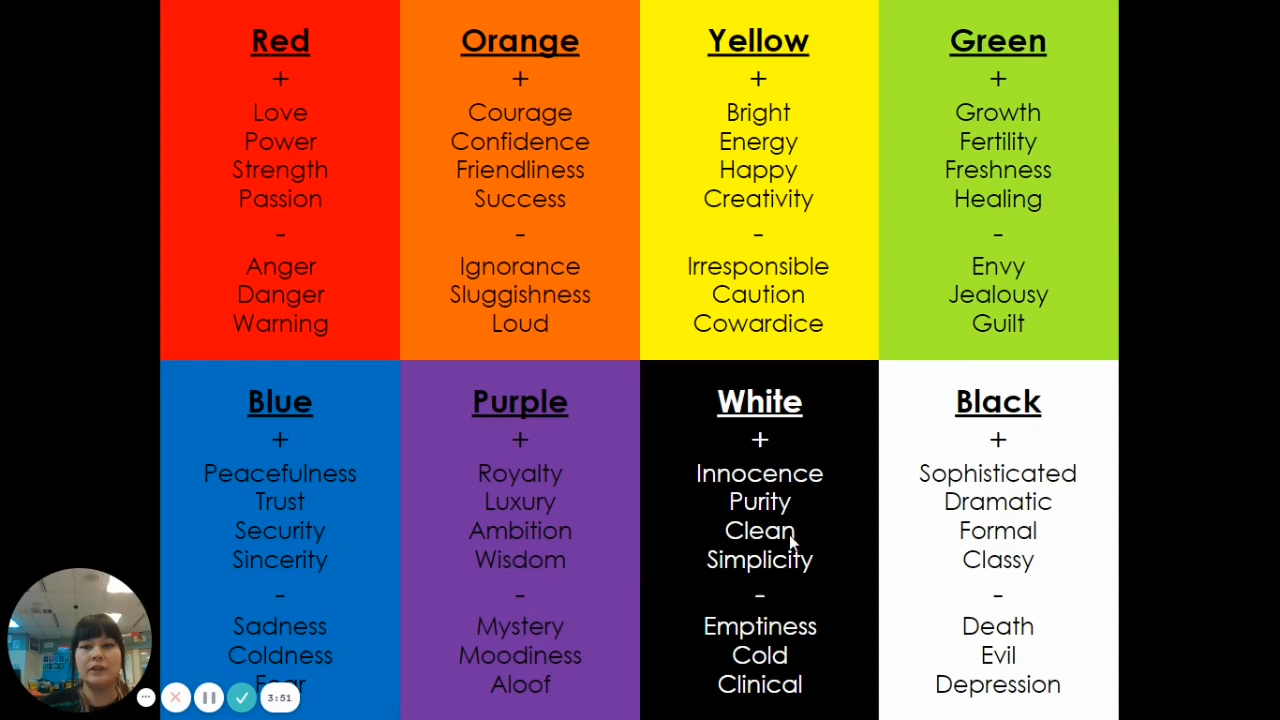 Red
+
Love
Power
Strength
Passion
-
Anger
Danger
Warning
Orange
+
Courage
Confidence
Friendliness
Success
-
Ignorance
Sluggishness
Loud
Yellow
+
Bright
Energy
Happy
Creativity
-
Irresponsible
Caution
Cowardice
Green
+
Growth
Fertility
Freshness
Healing
-
Envy
Jealousy
Guilt
Blue
+
Peacefulness
Trust
Security
Sincerity
-
Sadness
Coldness
Fear
Purple
+
Royalty
Luxury
Ambition
Wisdom
-
Mystery
Moodiness
Aloof
White
+
Innocence
Purity
Clean
Simplicity
-
Emptiness
Cold
Clinical
Black
+
Sophisticated
Dramatic
Formal
Classy
-
Death
Evil
Depression
3:51